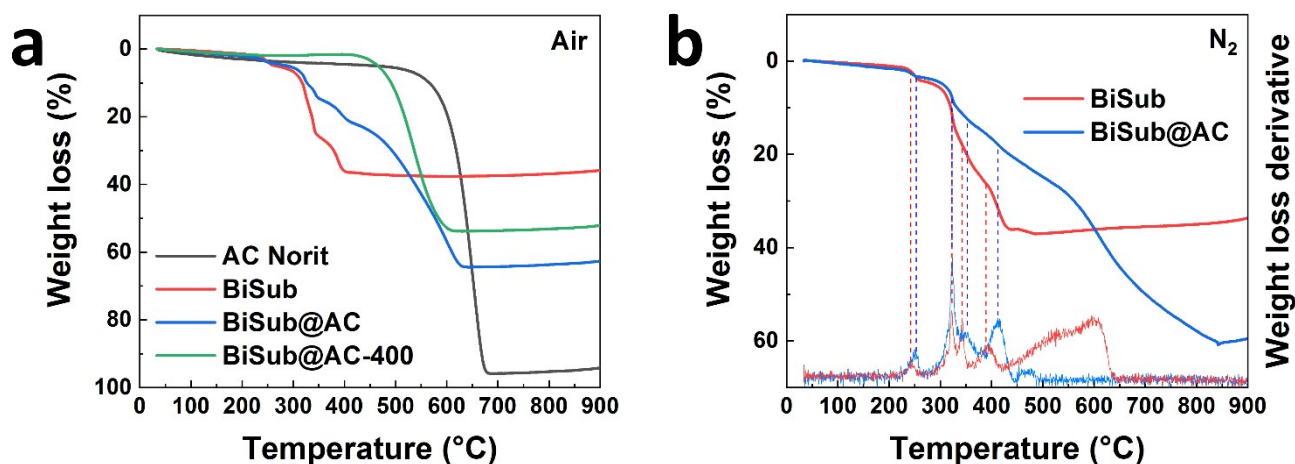 a
Air
Weight loss (%)
0
20
40
60
80
100
AC Norit
BiSub
BiSub@AC
BiSub@AC-400
0 100 200 300 400 500 600 700 800 900
Temperature (°C)
b
N₂
Weight loss (%)
0
20
40
60
BiSub
BiSub@AC
Weight loss derivative
0 100 200 300 400 500 600 700 800 900
Temperature (°C)